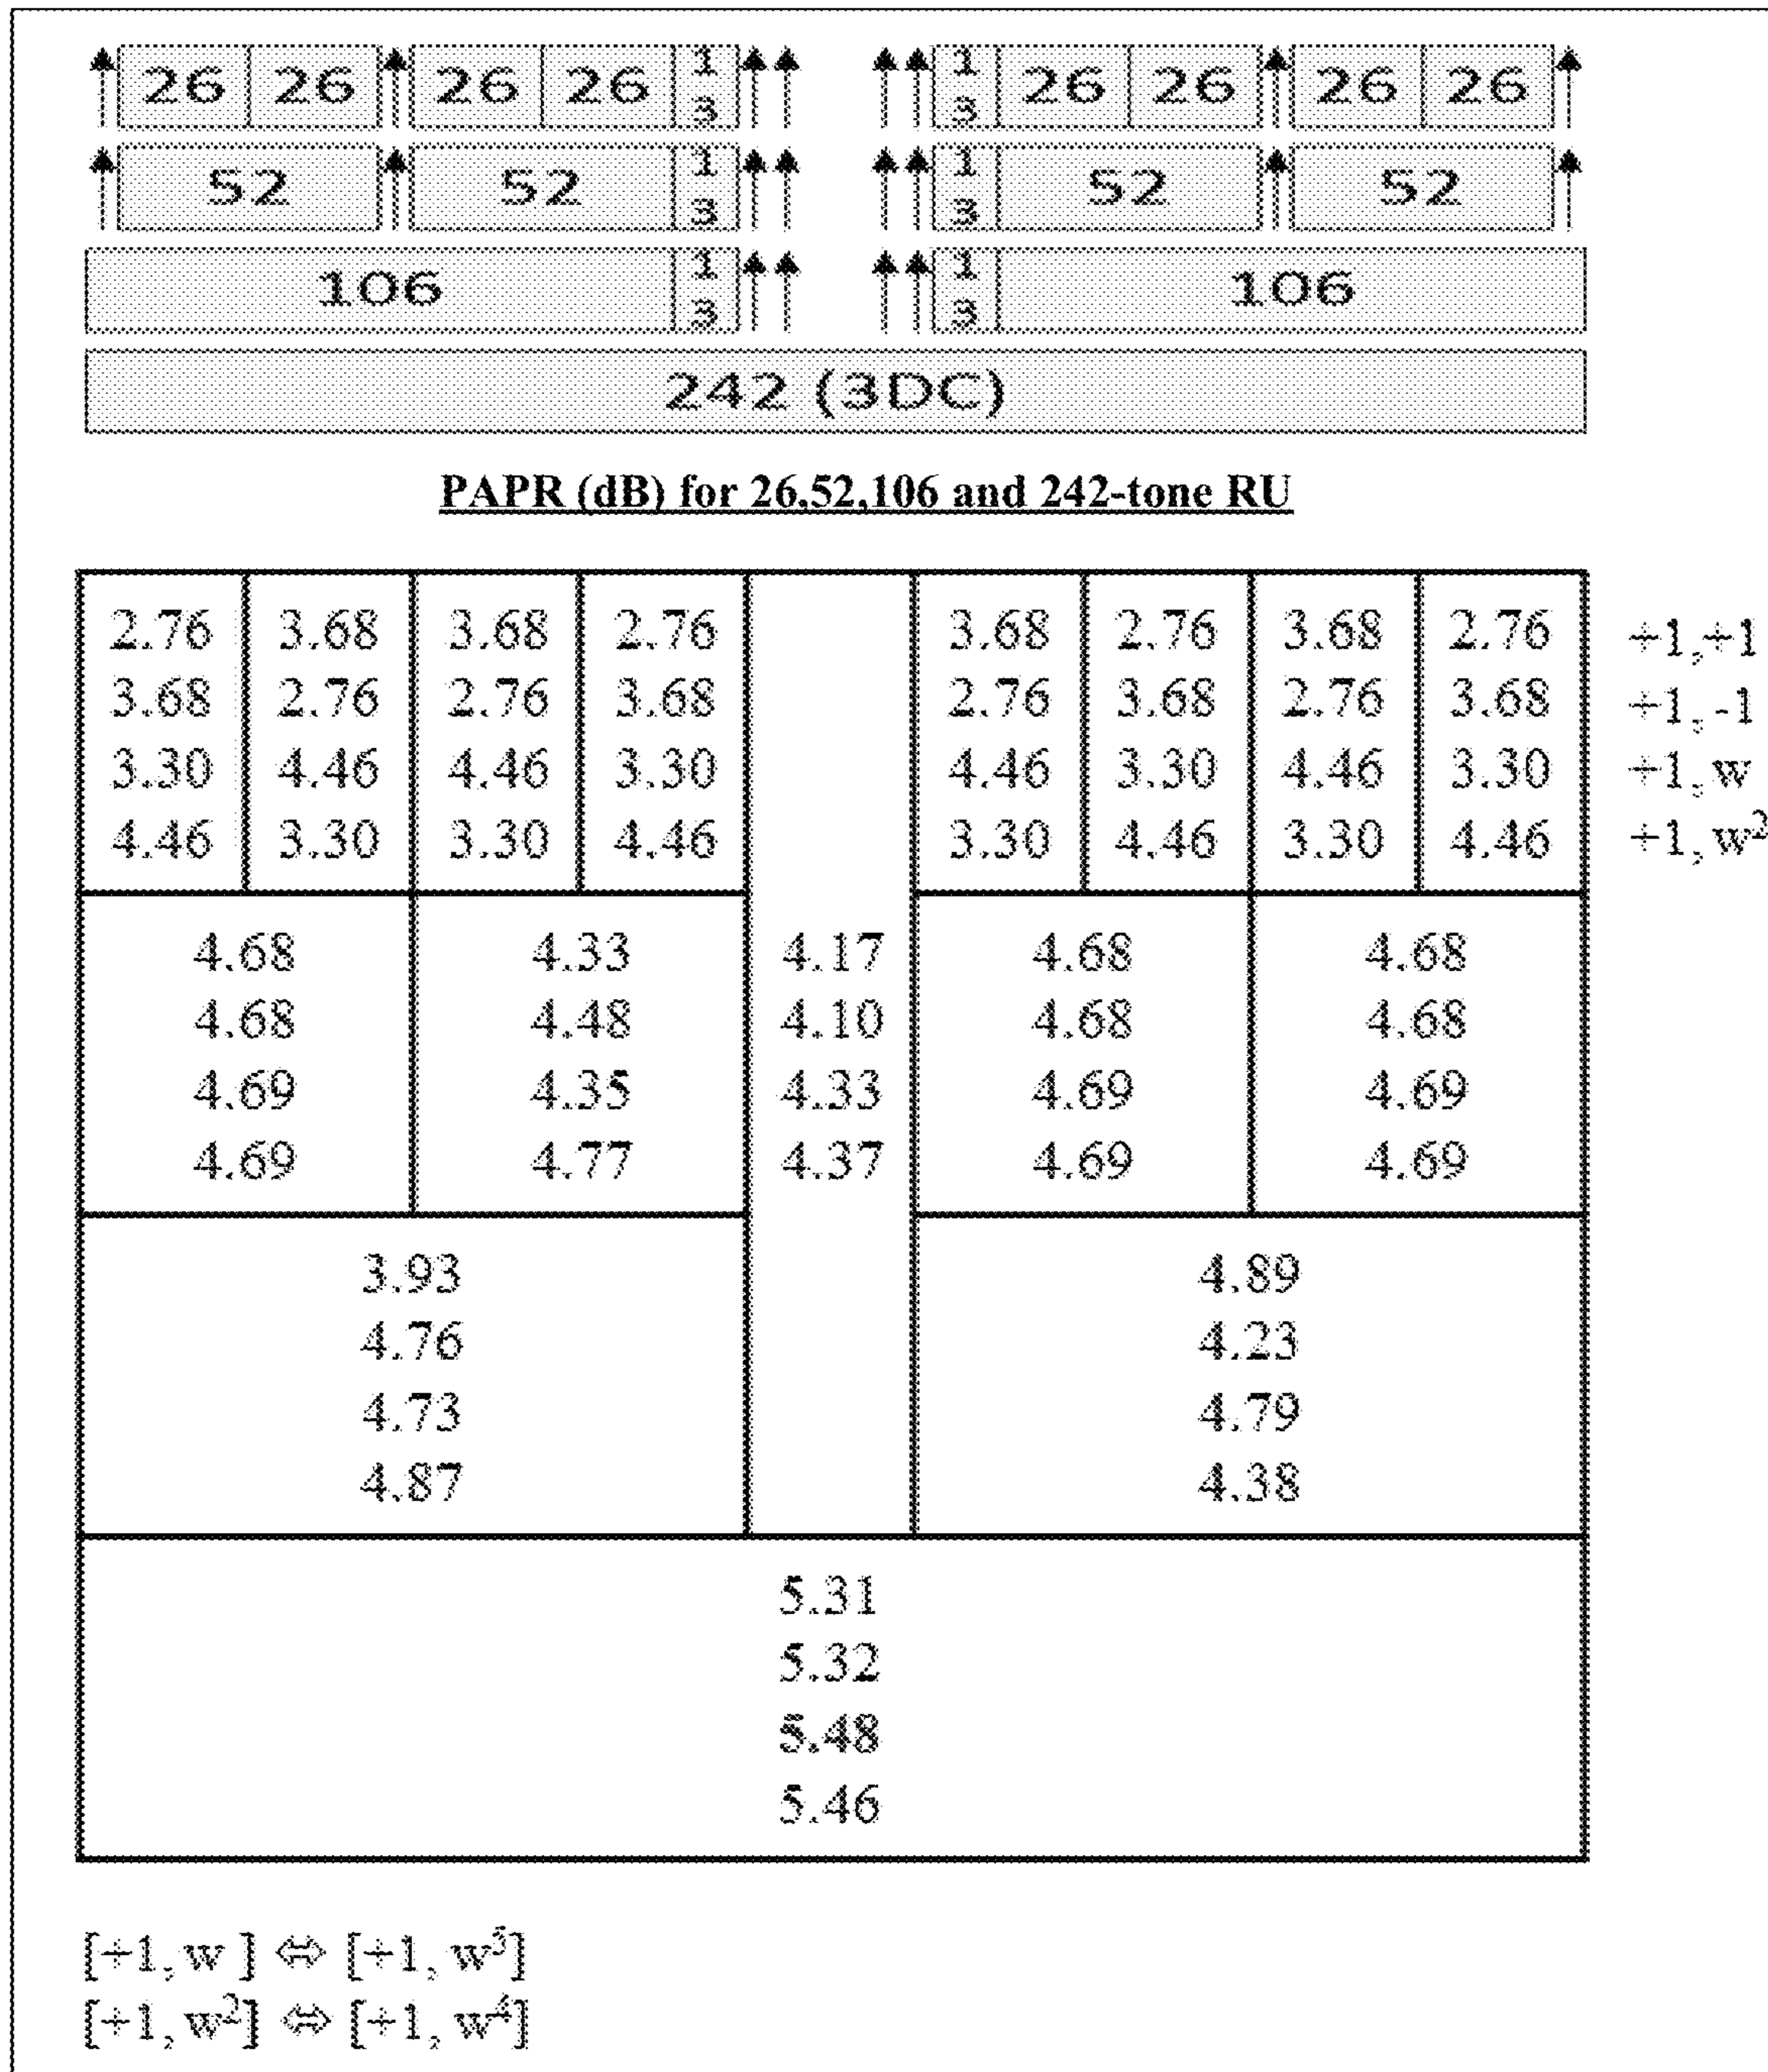 26 26 26 26 13 13 26 26 26 26
52 52 13 13 52 52
106 13 13 106
242 (3DC)
PAPR (dB) for 26,52,106 and 242-tone RU
2.76 3.68 3.68 2.76 3.68 2.76 3.68 2.76 +1,+1
3.68 2.76 2.76 3.68 2.76 3.68 2.76 3.68 +1,-1
3.30 4.46 4.46 3.30 4.46 3.30 4.46 3.30 +1,w
4.46 3.30 3.30 4.46 3.30 4.46 3.30 4.46 +1,w²
4.68 4.33 4.17 4.68 4.68
4.68 4.48 4.10 4.68 4.68
4.69 4.35 4.33 4.69 4.69
4.69 4.77 4.37 4.69 4.69
3.93 4.89
4.76 4.23
4.73 4.79
4.87 4.38
5.31
5.32
5.48
5.46
[+1,w ] ⇔ [+1,w⁵]
[+1,w²] ⇔ [+1,w⁴]